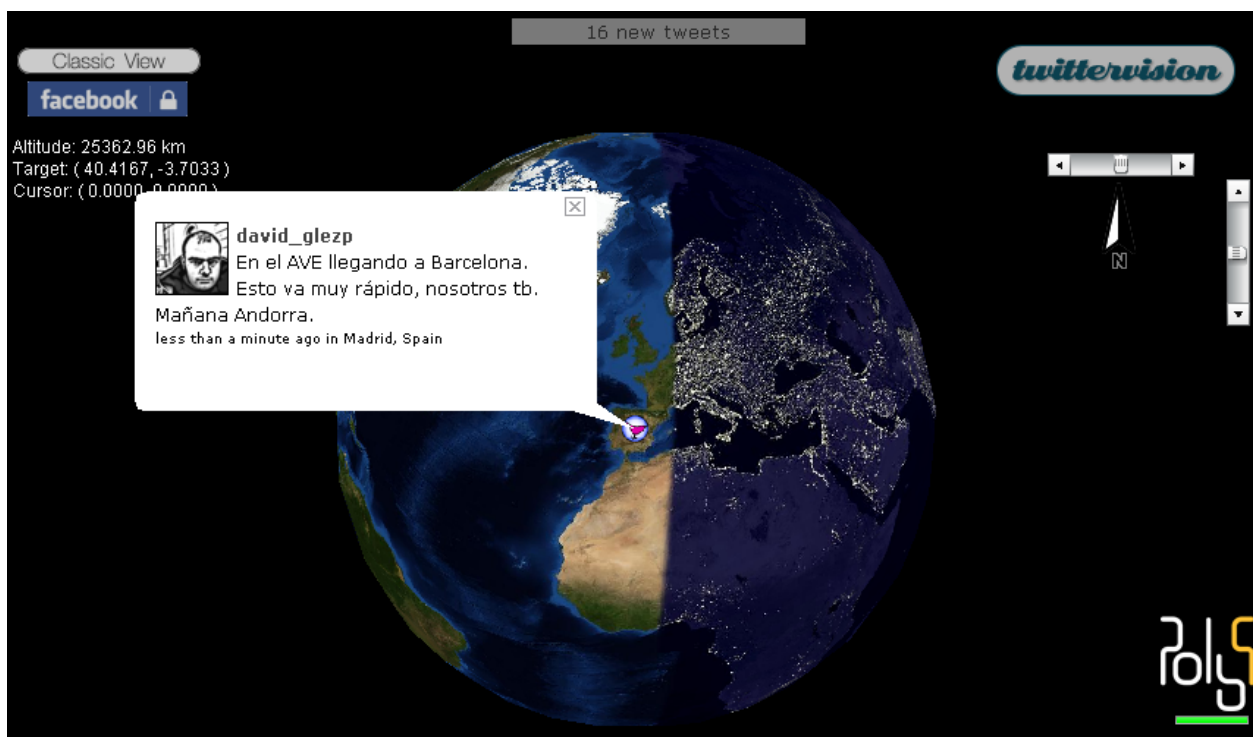 16 new tweets
Classic View
facebook
twittervision
Altitude: 25362.96 km
Target: ( 40.4167, -3.7033 )
Cursor: ( 0.0000, 0.0000 )
david_glezp
En el AVE llegando a Barcelona.
Esto va muy rápido, nosotros tb.
Mañana Andorra.
less than a minute ago in Madrid, Spain
N